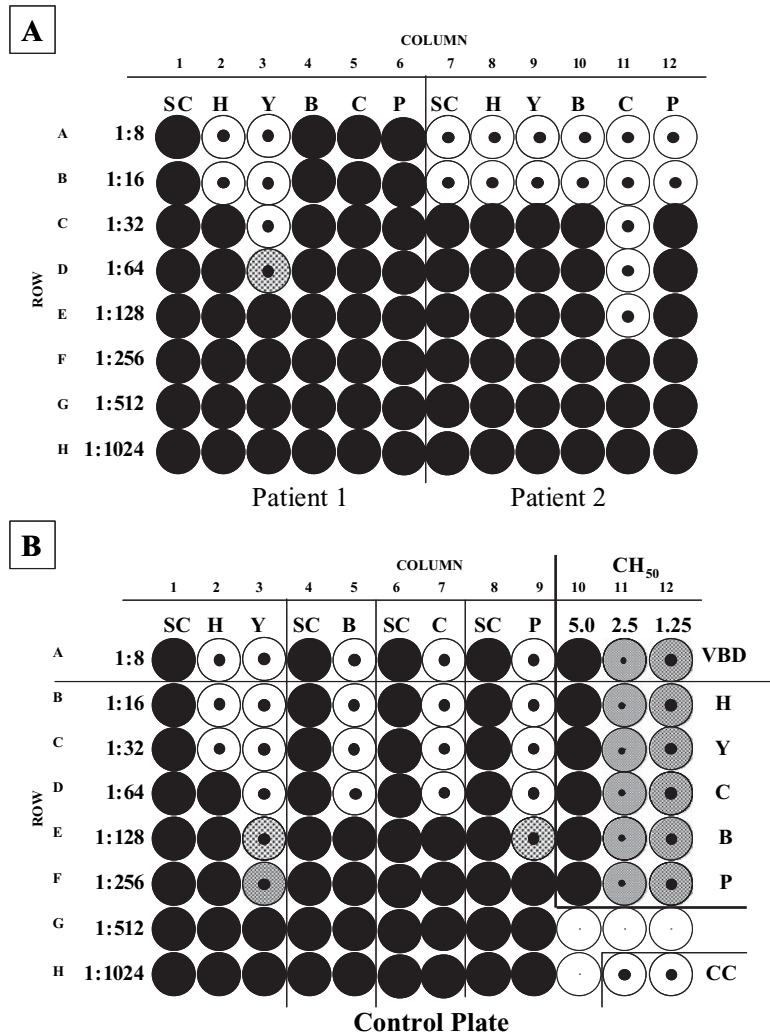 A
COLUMN
1 2 3 4 5 6 7 8 9 10 11 12
SC H Y B C P SC H Y B C P
A 1:8
B 1:16
C 1:32
D 1:64
ROW
E 1:128
F 1:256
G 1:512
H 1:1024
Patient 1 Patient 2
B
COLUMN CH50
1 2 3 4 5 6 7 8 9 10 11 12
SC H Y SC B SC C SC P 5.0 2.5 1.25
A 1:8 VBD
B 1:16 H
C 1:32 Y
D 1:64 C
ROW
E 1:128 B
F 1:256 P
G 1:512
H 1:1024 CC
Control Plate